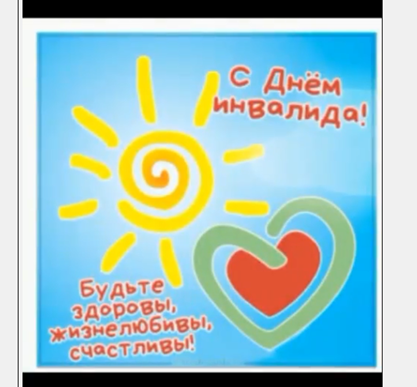 С Днём
инвалида!
Будьте
здоровы,
жизнелюбивы,
счастливы!